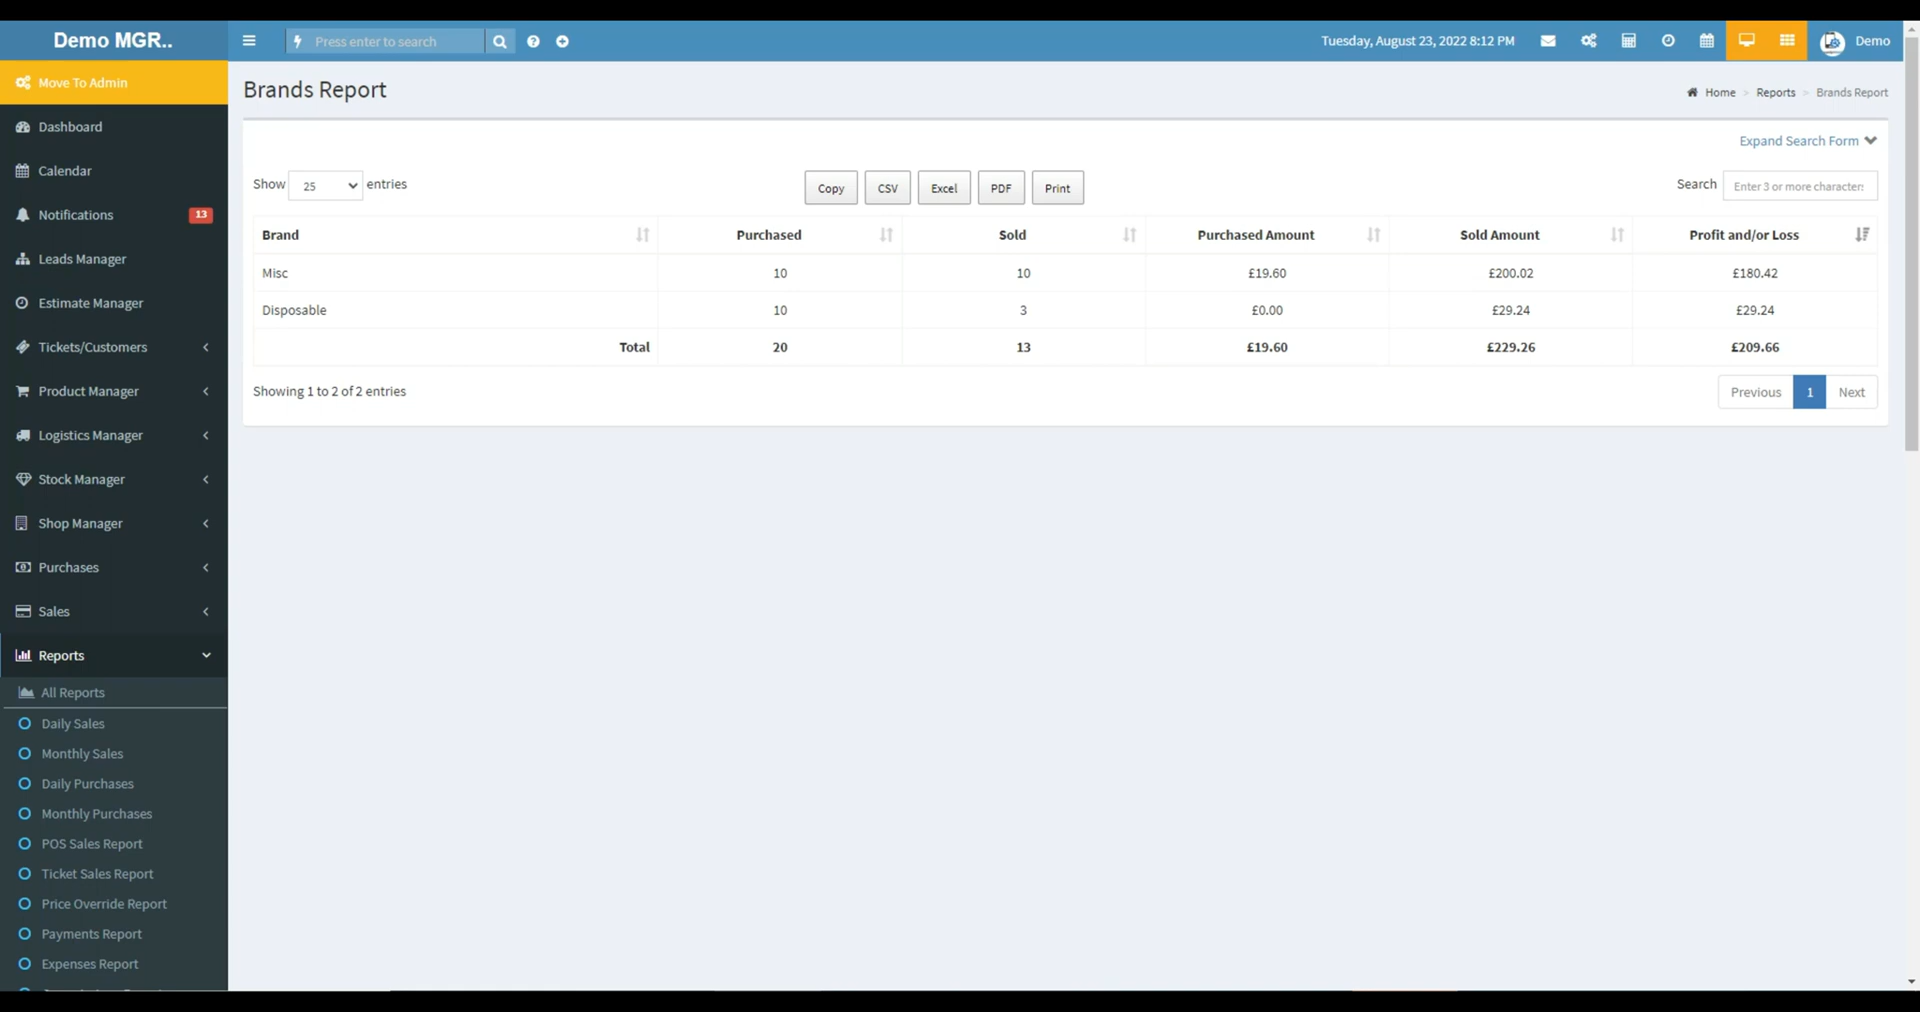 Demo MGR..
Press enter to search
Tuesday, August 23, 2022 8:12 PM
Demo
Move To Admin
Dashboard
Calendar
Notifications 13
Leads Manager
Estimate Manager
Tickets/Customers
Product Manager
Logistics Manager
Stock Manager
Shop Manager
Purchases
Sales
Reports
All Reports
Daily Sales
Monthly Sales
Daily Purchases
Monthly Purchases
POS Sales Report
Ticket Sales Report
Price Override Report
Payments Report
Expenses Report
Brands Report
Home > Reports > Brands Report
Expand Search Form
Show 25 entries
Copy CSV Excel PDF Print
Search Enter 3 or more characters
Brand Purchased Sold Purchased Amount Sold Amount Profit and/or Loss
Misc 10 10 £19.60 £200.02 £180.42
Disposable 10 3 £0.00 £29.24 £29.24
Total 20 13 £19.60 £229.26 £209.66
Showing 1 to 2 of 2 entries
Previous 1 Next